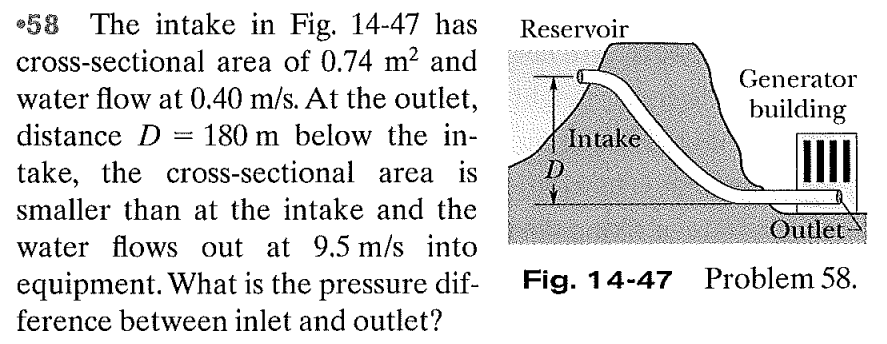 •58 The intake in Fig. 14-47 has
cross-sectional area of 0.74 m² and
water flow at 0.40 m/s. At the outlet,
distance D = 180 m below the in-
take, the cross-sectional area is
smaller than at the intake and the
water flows out at 9.5 m/s into
equipment. What is the pressure dif-
ference between inlet and outlet?
Reservoir
Generator
building
Intake
D
Outlet
Fig. 14-47 Problem 58.